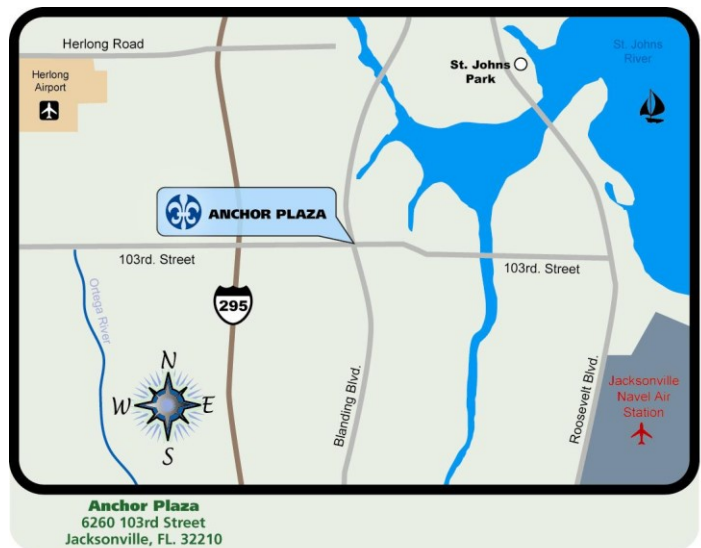 Herlong Road
Herlong
Airport
St. Johns
Park
St. Johns
River
ANCHOR PLAZA
103rd. Street
103rd. Street
Ortega River
295
N
W
E
S
Blanding Blvd.
Roosevelt Blvd.
Jacksonville
Navel Air
Station
Anchor Plaza
6260 103rd Street
Jacksonville, FL. 32210